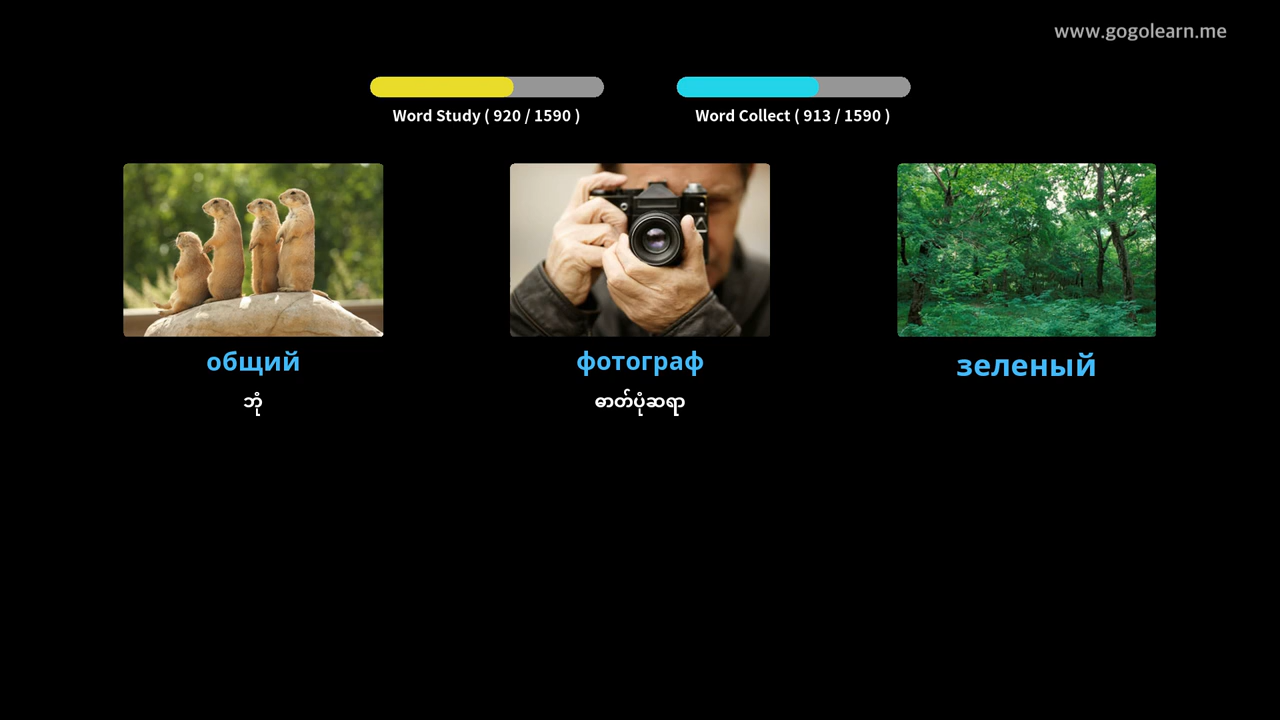 www.gogolearn.me
Word Study ( 920 / 1590 )
Word Collect ( 913 / 1590 )
общий
фотограф
зеленый
ဘုံ
ဓာတ်ပုံဆရာ